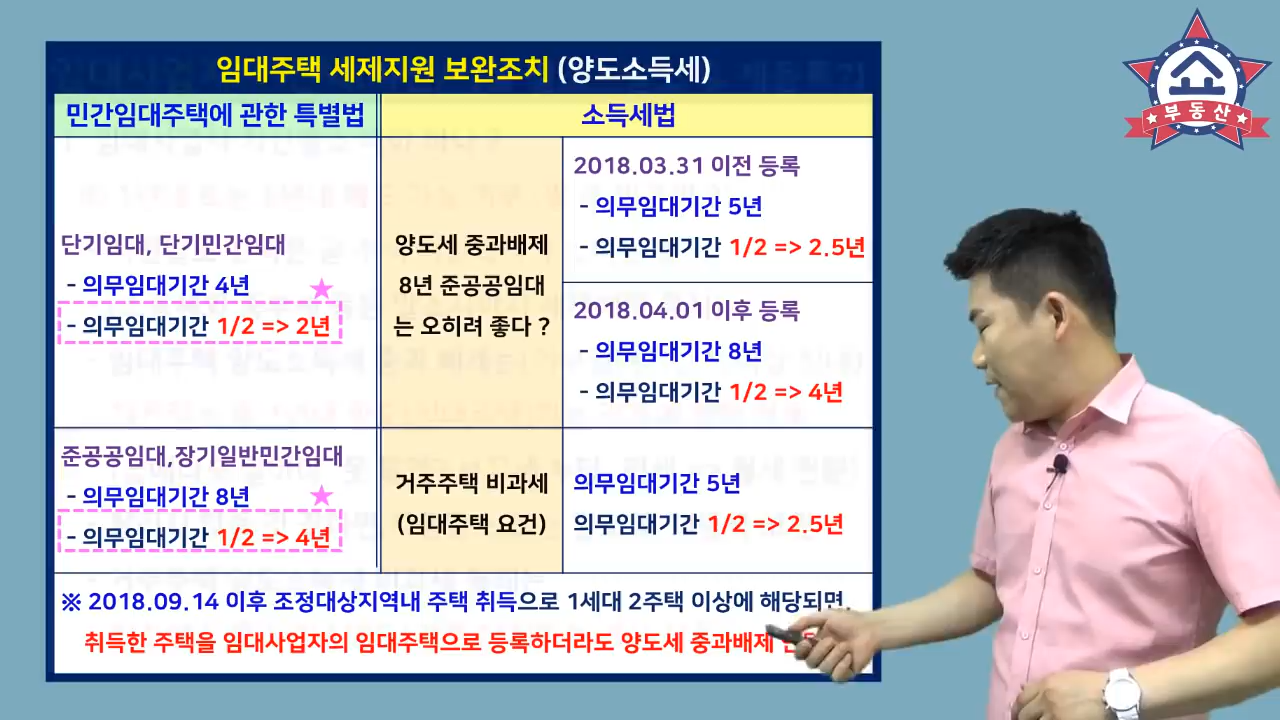 임대주택 세제지원 보완조치 (양도소득세)
민간임대주택에 관한 특별법
소득세법
단기임대, 단기민간임대
- 의무임대기간 4년 ★
- 의무임대기간 1/2 => 2년
양도세 중과배제
8년 준공공임대
는 오히려 좋다 ?
2018.03.31 이전 등록
- 의무임대기간 5년
- 의무임대기간 1/2 => 2.5년
2018.04.01 이후 등록
- 의무임대기간 8년
- 의무임대기간 1/2 => 4년
준공공임대,장기일반민간임대
- 의무임대기간 8년 ★
- 의무임대기간 1/2 => 4년
거주주택 비과세
(임대주택 요건)
의무임대기간 5년
의무임대기간 1/2 => 2.5년
※ 2018.09.14 이후 조정대상지역내 주택 취득으로 1세대 2주택 이상에 해당되면,
취득한 주택을 임대사업자의 임대주택으로 등록하더라도 양도세 중과배제
부동산